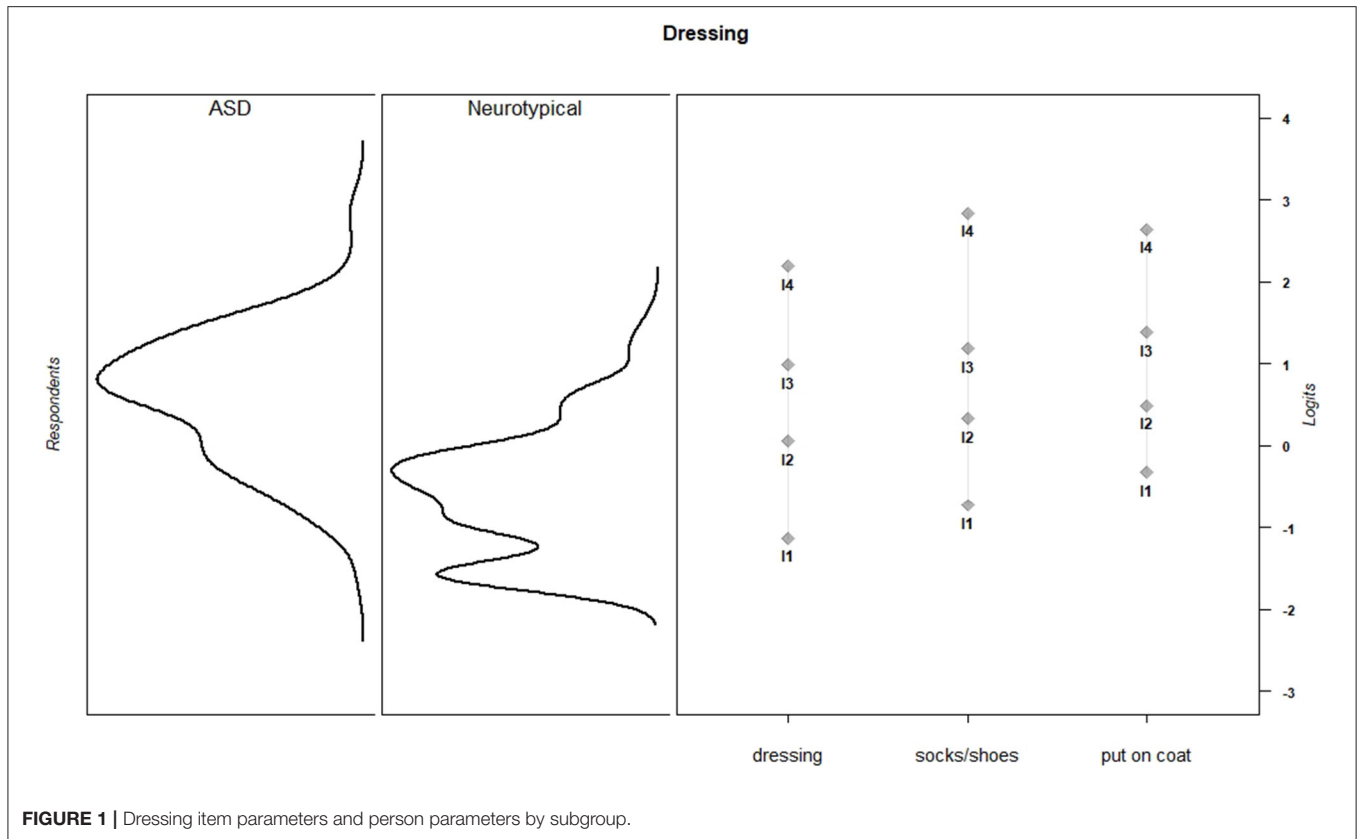 Dressing
ASD
Neurotypical
Respondents
4
3
2
1
0
-1
-2
-3
Logits
I4
I3
I2
I1
I4
I3
I2
I1
I4
I3
I2
I1
dressing
socks/shoes
put on coat
FIGURE 1 | Dressing item parameters and person parameters by subgroup.